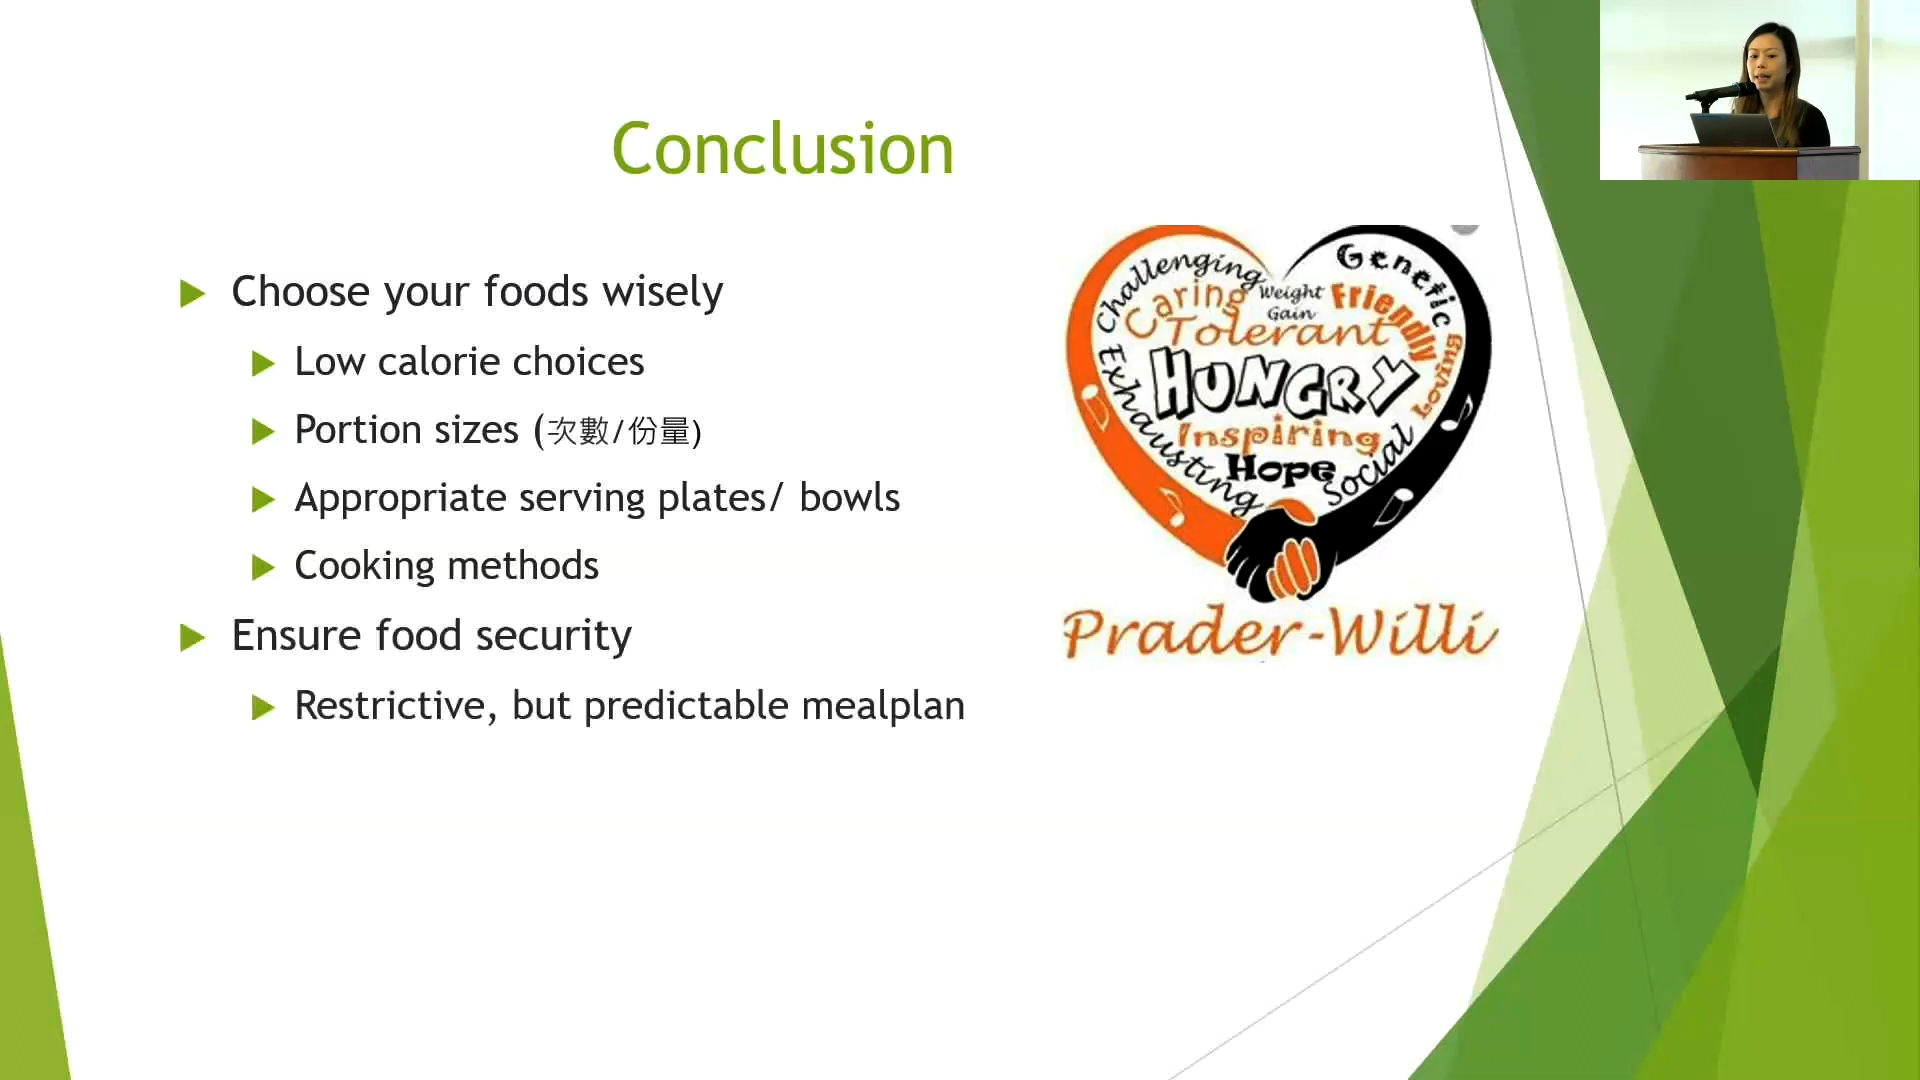 Conclusion
Choose your foods wisely
Low calorie choices
Portion sizes (次數/份量)
Appropriate serving plates/ bowls
Cooking methods
Ensure food security
Restrictive, but predictable mealplan
Challenging
Genetic
Caring
Weight
Gain
Friendly
Tolerant
Loving
HUNGRY
Exhausting
Inspiring
Hope
Social
Prader-Willi